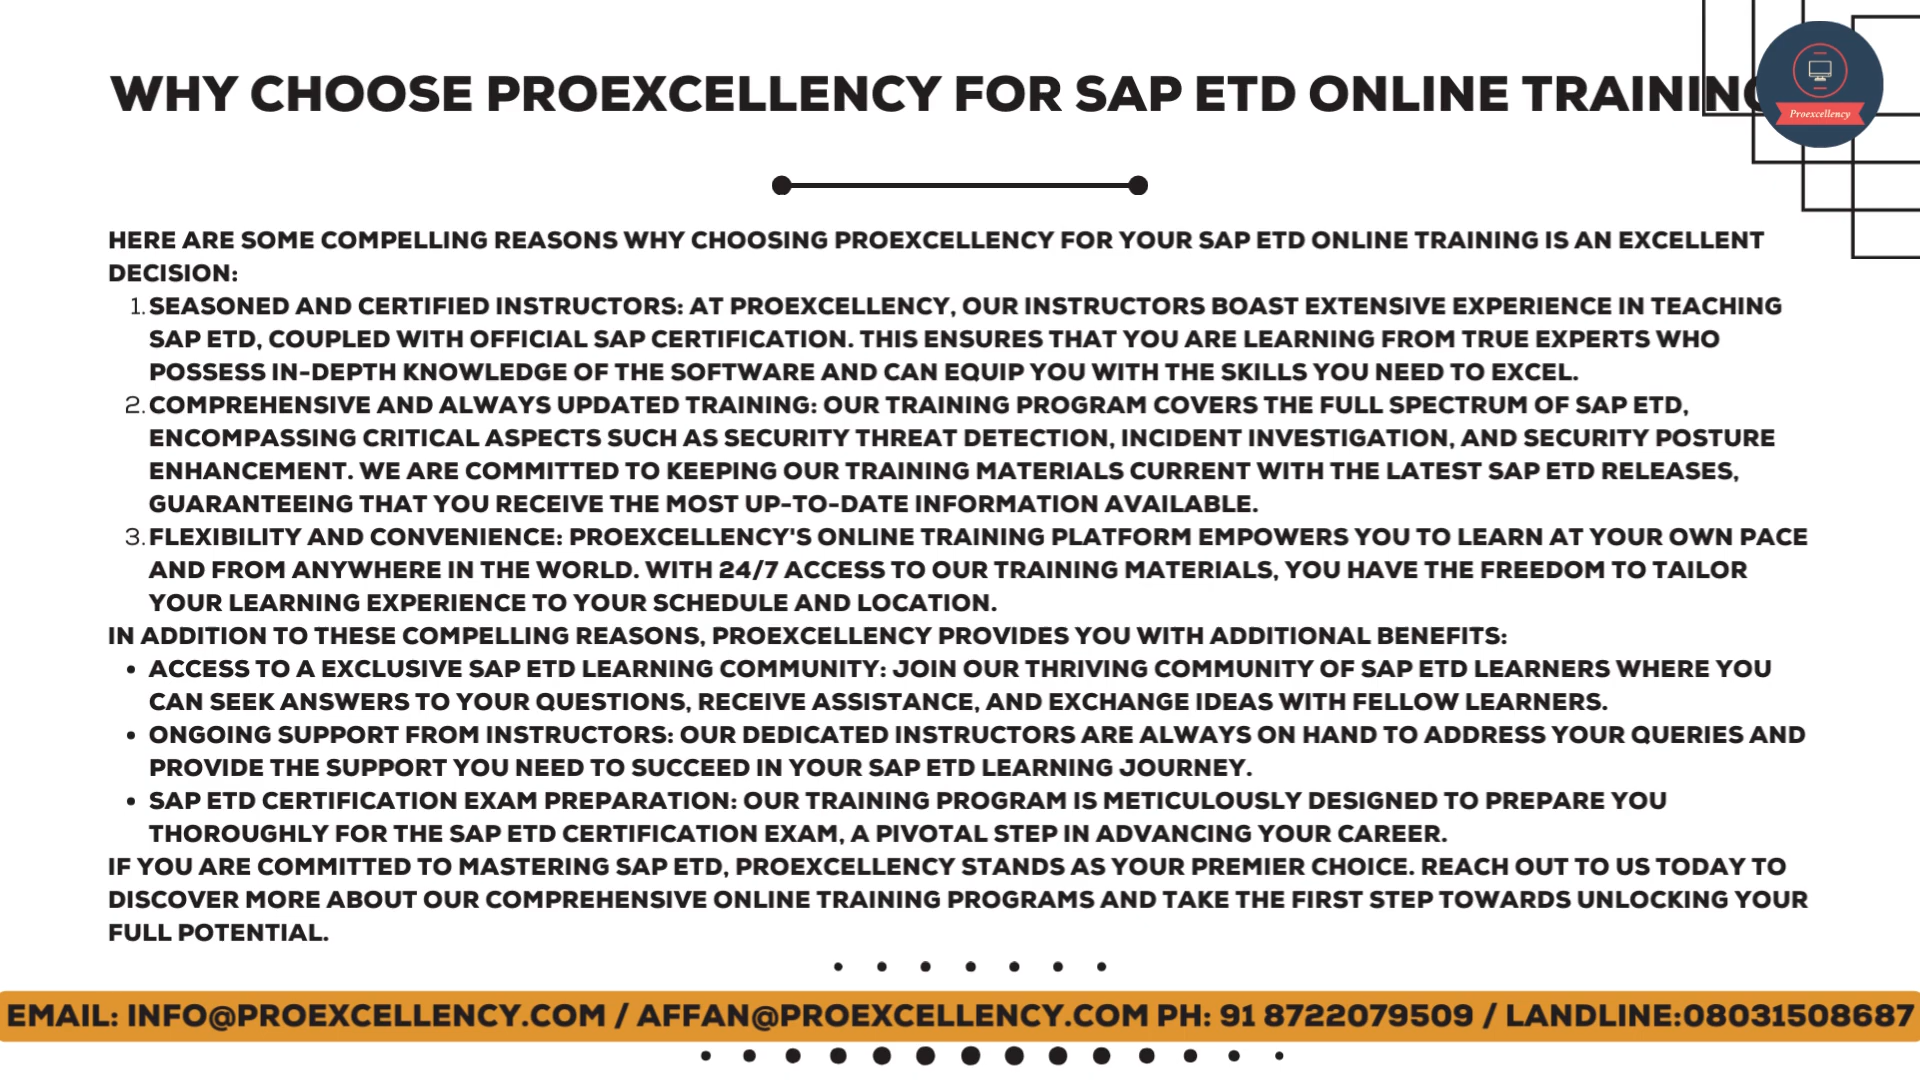 WHY CHOOSE PROEXCELLENCY FOR SAP ETD ONLINE TRAINING
Proexcellency
HERE ARE SOME COMPELLING REASONS WHY CHOOSING PROEXCELLENCY FOR YOUR SAP ETD ONLINE TRAINING IS AN EXCELLENT
DECISION:
1. SEASONED AND CERTIFIED INSTRUCTORS: AT PROEXCELLENCY, OUR INSTRUCTORS BOAST EXTENSIVE EXPERIENCE IN TEACHING
SAP ETD, COUPLED WITH OFFICIAL SAP CERTIFICATION. THIS ENSURES THAT YOU ARE LEARNING FROM TRUE EXPERTS WHO
POSSESS IN-DEPTH KNOWLEDGE OF THE SOFTWARE AND CAN EQUIP YOU WITH THE SKILLS YOU NEED TO EXCEL.
2. COMPREHENSIVE AND ALWAYS UPDATED TRAINING: OUR TRAINING PROGRAM COVERS THE FULL SPECTRUM OF SAP ETD,
ENCOMPASSING CRITICAL ASPECTS SUCH AS SECURITY THREAT DETECTION, INCIDENT INVESTIGATION, AND SECURITY POSTURE
ENHANCEMENT. WE ARE COMMITTED TO KEEPING OUR TRAINING MATERIALS CURRENT WITH THE LATEST SAP ETD RELEASES,
GUARANTEEING THAT YOU RECEIVE THE MOST UP-TO-DATE INFORMATION AVAILABLE.
3. FLEXIBILITY AND CONVENIENCE: PROEXCELLENCY'S ONLINE TRAINING PLATFORM EMPOWERS YOU TO LEARN AT YOUR OWN PACE
AND FROM ANYWHERE IN THE WORLD. WITH 24/7 ACCESS TO OUR TRAINING MATERIALS, YOU HAVE THE FREEDOM TO TAILOR
YOUR LEARNING EXPERIENCE TO YOUR SCHEDULE AND LOCATION.
IN ADDITION TO THESE COMPELLING REASONS, PROEXCELLENCY PROVIDES YOU WITH ADDITIONAL BENEFITS:
• ACCESS TO A EXCLUSIVE SAP ETD LEARNING COMMUNITY: JOIN OUR THRIVING COMMUNITY OF SAP ETD LEARNERS WHERE YOU
CAN SEEK ANSWERS TO YOUR QUESTIONS, RECEIVE ASSISTANCE, AND EXCHANGE IDEAS WITH FELLOW LEARNERS.
• ONGOING SUPPORT FROM INSTRUCTORS: OUR DEDICATED INSTRUCTORS ARE ALWAYS ON HAND TO ADDRESS YOUR QUERIES AND
PROVIDE THE SUPPORT YOU NEED TO SUCCEED IN YOUR SAP ETD LEARNING JOURNEY.
• SAP ETD CERTIFICATION EXAM PREPARATION: OUR TRAINING PROGRAM IS METICULOUSLY DESIGNED TO PREPARE YOU
THOROUGHLY FOR THE SAP ETD CERTIFICATION EXAM, A PIVOTAL STEP IN ADVANCING YOUR CAREER.
IF YOU ARE COMMITTED TO MASTERING SAP ETD, PROEXCELLENCY STANDS AS YOUR PREMIER CHOICE. REACH OUT TO US TODAY TO
DISCOVER MORE ABOUT OUR COMPREHENSIVE ONLINE TRAINING PROGRAMS AND TAKE THE FIRST STEP TOWARDS UNLOCKING YOUR
FULL POTENTIAL.
EMAIL: INFO@PROEXCELLENCY.COM / AFFAN@PROEXCELLENCY.COM PH: 91 8722079509 / LANDLINE:08031508687